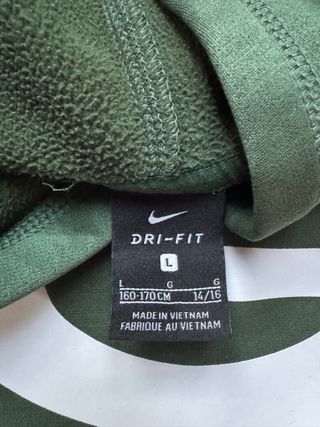 DRI-FIT
L
L G G
160-170CM 14/16
MADE IN VIETNAM
FABRIQUE AU VIETNAM